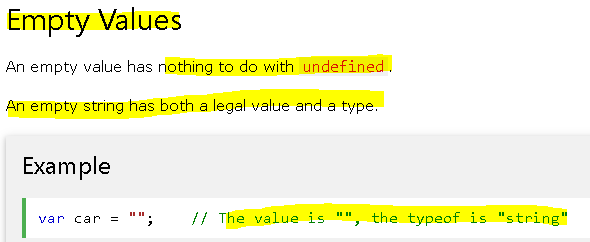 Empty Values
An empty value has nothing to do with undefined.
An empty string has both a legal value and a type.
Example
var car = "";    // The value is "", the typeof is "string"